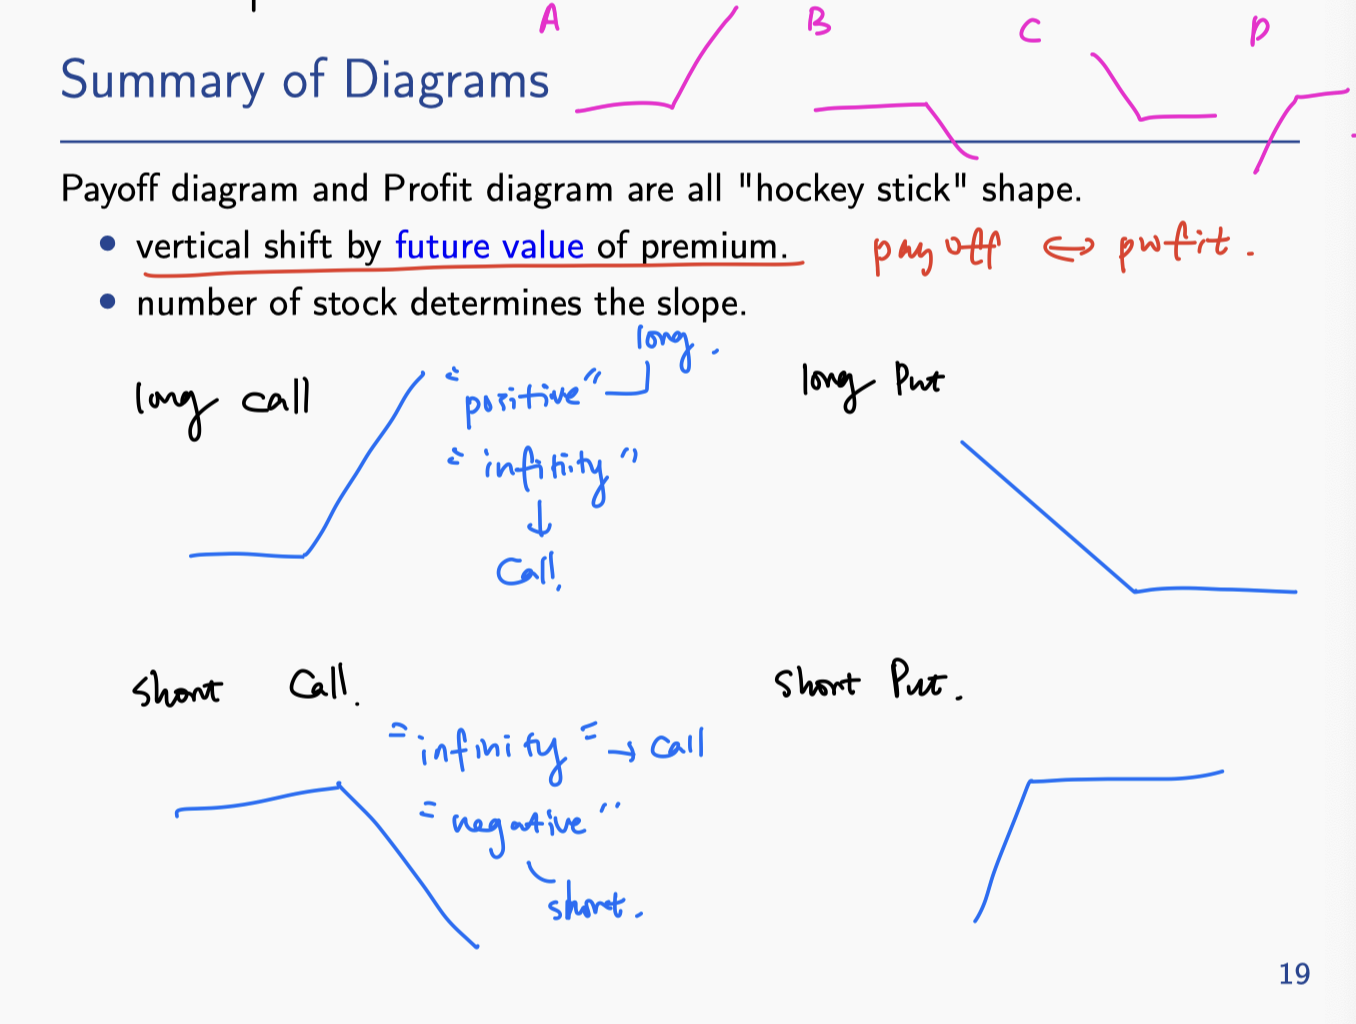 A B C D
Summary of Diagrams
Payoff diagram and Profit diagram are all "hockey stick" shape.
• vertical shift by future value of premium.
payoff ↔ profit.
• number of stock determines the slope.
long call
"positive" long.
"infinity"
↓
Call.
long Put
short Call.
"infinity" → call
"negative"
short.
short Put.
19